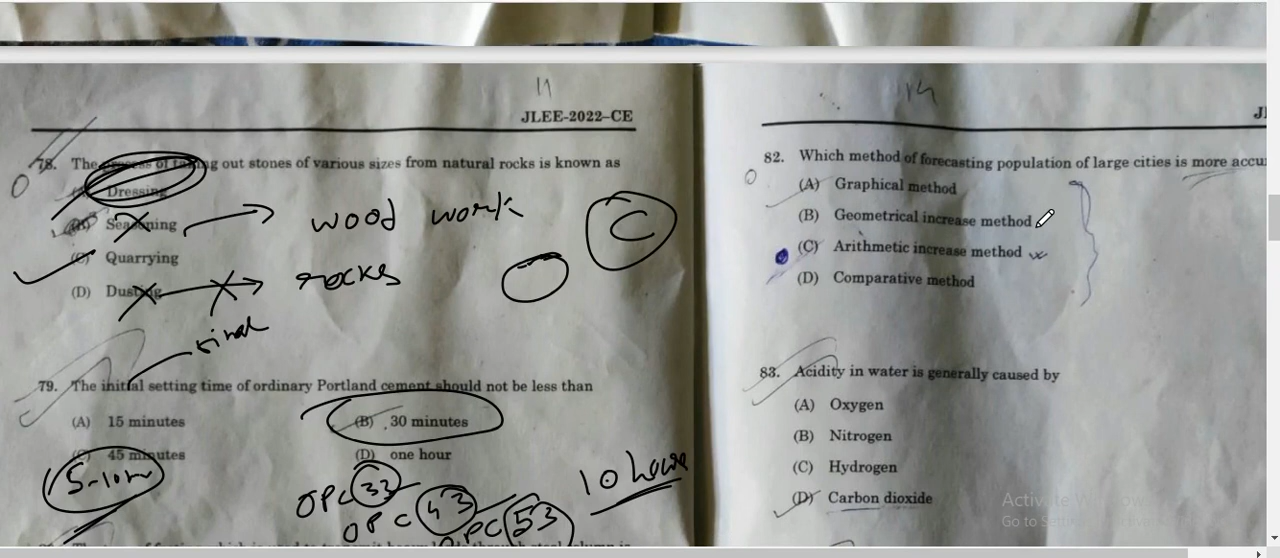 11
JLEE-2022-CE
78. The process of taking out stones of various sizes from natural rocks is known as
(A) Dressing
(B) Seasoning → wood work
C
(C) Quarrying
(D) Dusting → rocks
final
79. The initial setting time of ordinary Portland cement should not be less than
(A) 15 minutes
(B) 30 minutes
(C) 45 minutes
(D) one hour
10 hours
OPC 33
OPC 43
OPC 53
82. Which method of forecasting population of large cities is more accu
(A) Graphical method
(B) Geometrical increase method
(C) Arithmetic increase method
(D) Comparative method
83. Acidity in water is generally caused by
(A) Oxygen
(B) Nitrogen
(C) Hydrogen
(D) Carbon dioxide